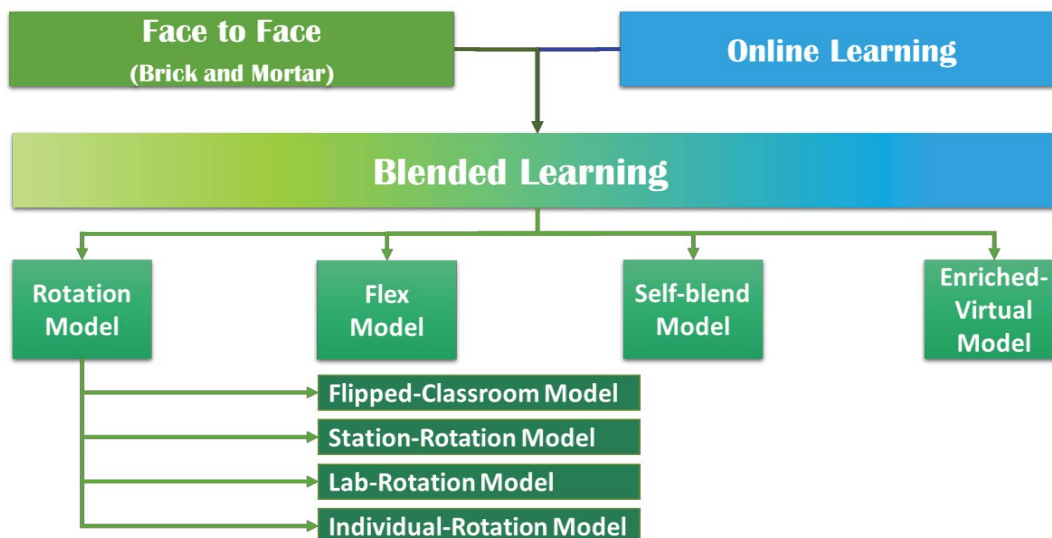 Face to Face
(Brick and Mortar)
Online Learning
Blended Learning
Rotation
Model
Flex
Model
Self-blend
Model
Enriched-
Virtual
Model
Flipped-Classroom Model
Station-Rotation Model
Lab-Rotation Model
Individual-Rotation Model